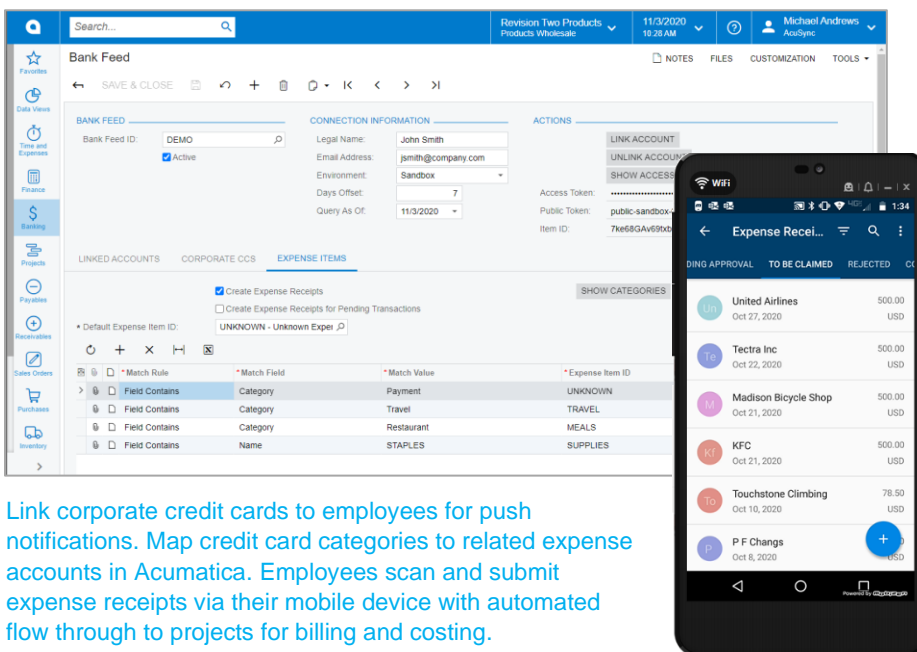 Search...
Revision Two Products
Products Wholesale
11/3/2020
10:28 AM
Michael Andrews
AcuSync
Favorites
Data Views
Time and
Expenses
Finance
Banking
Projects
Payables
Receivables
Sales Orders
Purchases
Inventory
Bank Feed
NOTES FILES CUSTOMIZATION TOOLS
SAVE & CLOSE
BANK FEED
Bank Feed ID: DEMO
Active
CONNECTION INFORMATION
Legal Name: John Smith
Email Address: jsmith@company.com
Environment: Sandbox
Days Offset: 7
Query As Of: 11/3/2020
ACTIONS
LINK ACCOUNT
UNLINK ACCOUNT
SHOW ACCESS
Access Token:
Public Token: public-sandbox-
Item ID: 7ke68GAv69txb
LINKED ACCOUNTS CORPORATE CCS EXPENSE ITEMS
Create Expense Receipts
SHOW CATEGORIES
Create Expense Receipts for Pending Transactions
* Default Expense Item ID: UNKNOWN - Unknown Exper
* Match Rule * Match Field * Match Value * Expense Item ID
Field Contains Category Payment UNKNOWN
Field Contains Category Travel TRAVEL
Field Contains Category Restaurant MEALS
Field Contains Name STAPLES SUPPLIES
WiFi
1:34
Expense Recei...
DING APPROVAL TO BE CLAIMED REJECTED
Un United Airlines 500.00
Oct 27, 2020 USD
Te Tectra Inc 500.00
Oct 22, 2020 USD
M Madison Bicycle Shop 500.00
Oct 21, 2020 USD
Kf KFC 500.00
Oct 21, 2020 USD
To Touchstone Climbing 78.50
Oct 10, 2020 USD
P P F Changs
Oct 8, 2020 USD
Link corporate credit cards to employees for push
notifications. Map credit card categories to related expense
accounts in Acumatica. Employees scan and submit
expense receipts via their mobile device with automated
flow through to projects for billing and costing.